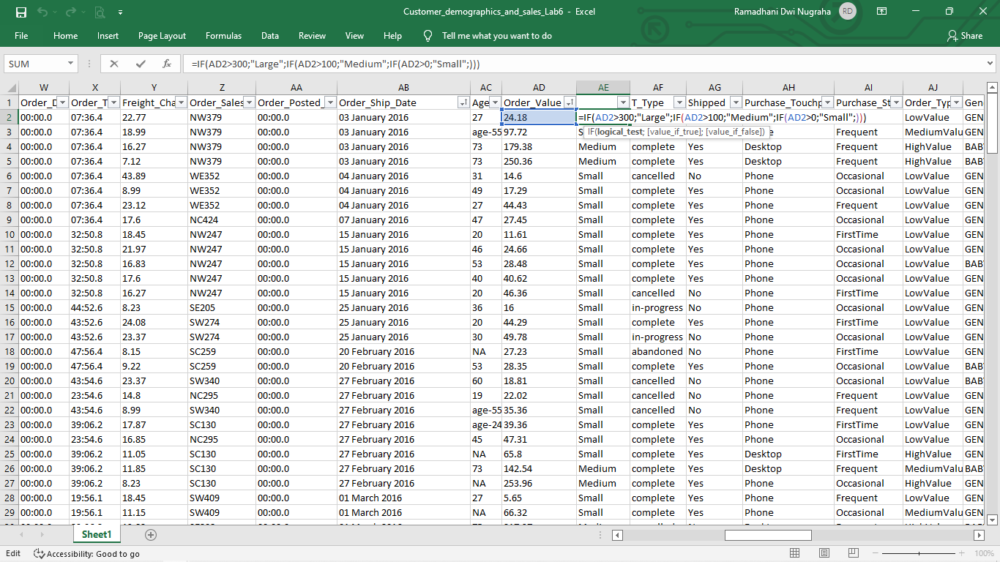 Customer_demographics_and_sales_Lab6 - Excel
Ramadhani Dwi Nugraha RD
File Home Insert Page Layout Formulas Data Review View Help Tell me what you want to do Share
SUM fx =IF(AD2>300;"Large";IF(AD2>100;"Medium";IF(AD2>0;"Small";)))
W X Y Z AA AB AC AD AE AF AG AH AI AJ
1 Order_D Order_T Freight_Cha Order_Sales Order_Posted_ Order_Ship_Date Age Order_Value T_Type Shipped Purchase_Touchp Purchase_St Order_Typ Gen
2 00:00.0 07:36.4 22.77 NW379 00:00.0 03 January 2016 27 24.18 =IF(AD2>300;"Large";IF(AD2>100;"Medium";IF(AD2>0;"Small";))) LowValue GEN
3 00:00.0 07:36.4 18.99 NW379 00:00.0 03 January 2016 age-55 97.72 S IF(logical_test; [value_if_true]; [value_if_false]) e Frequent MediumValu GEN
4 00:00.0 07:36.4 16.27 NW379 00:00.0 03 January 2016 73 179.38 Medium complete Yes Desktop Frequent HighValue BAB
5 00:00.0 07:36.4 7.12 NW379 00:00.0 03 January 2016 73 250.36 Medium complete Yes Desktop Frequent HighValue GEN
6 00:00.0 07:36.4 43.89 WE352 00:00.0 04 January 2016 31 14.6 Small cancelled No Phone Occasional LowValue GEN
7 00:00.0 07:36.4 8.99 WE352 00:00.0 04 January 2016 49 17.29 Small complete Yes Phone Occasional LowValue GEN
8 00:00.0 07:36.4 23.12 WE352 00:00.0 04 January 2016 27 44.43 Small complete Yes Phone Frequent LowValue GEN
9 00:00.0 07:36.4 17.6 NC424 00:00.0 07 January 2016 47 27.45 Small complete Yes Phone Occasional LowValue GEN
10 00:00.0 32:50.8 18.45 NW247 00:00.0 15 January 2016 20 11.61 Small complete Yes Phone FirstTime LowValue GEN
11 00:00.0 32:50.8 21.97 NW247 00:00.0 15 January 2016 46 24.66 Small complete Yes Phone Occasional LowValue GEN
12 00:00.0 32:50.8 16.83 NW247 00:00.0 15 January 2016 53 28.48 Small complete Yes Phone Occasional LowValue BAB
13 00:00.0 32:50.8 17.6 NW247 00:00.0 15 January 2016 40 40.62 Small complete Yes Phone Occasional LowValue GEN
14 00:00.0 32:50.8 16.27 NW247 00:00.0 15 January 2016 20 46.36 Small cancelled No Phone FirstTime LowValue GEN
15 00:00.0 44:52.6 8.23 SE205 00:00.0 25 January 2016 36 16 Small in-progress No Phone Occasional LowValue GEN
16 00:00.0 43:52.6 24.08 SW274 00:00.0 25 January 2016 20 44.29 Small complete Yes Phone FirstTime LowValue GEN
17 00:00.0 43:52.6 23.37 SW274 00:00.0 25 January 2016 30 49.78 Small in-progress No Phone Occasional LowValue GEN
18 00:00.0 47:56.4 8.15 SC259 00:00.0 20 February 2016 NA 27.23 Small abandoned No Phone FirstTime LowValue GEN
19 00:00.0 47:56.4 9.22 SC259 00:00.0 20 February 2016 53 28.35 Small complete Yes Phone Occasional LowValue BAB
20 00:00.0 43:54.6 23.37 SW340 00:00.0 27 February 2016 60 18.81 Small cancelled No Phone Occasional LowValue BAB
21 00:00.0 23:54.6 14.8 NC295 00:00.0 27 February 2016 19 22.02 Small cancelled No Phone Frequent LowValue GEN
22 00:00.0 43:54.6 8.99 SW340 00:00.0 27 February 2016 age-55 35.36 Small cancelled No Phone Frequent LowValue GEN
23 00:00.0 39:06.2 17.87 SC130 00:00.0 27 February 2016 age-24 39.36 Small complete Yes Phone FirstTime LowValue GEN
24 00:00.0 23:54.6 16.85 NC295 00:00.0 27 February 2016 45 47.31 Small complete Yes Phone Occasional LowValue GEN
25 00:00.0 39:06.2 11.05 SC130 00:00.0 27 February 2016 NA 65.8 Small complete Yes Desktop FirstTime HighValue GEN
26 00:00.0 39:06.2 11.85 SC130 00:00.0 27 February 2016 73 142.54 Medium complete Yes Desktop Frequent MediumValu BAB
27 00:00.0 39:06.2 8.23 SC130 00:00.0 27 February 2016 NA 253.96 Medium complete Yes Phone Occasional HighValue GEN
28 00:00.0 19:56.1 18.45 SW409 00:00.0 01 March 2016 27 5.65 Small complete Yes Phone Frequent LowValue GEN
29 00:00.0 19:56.1 11.15 SW409 00:00.0 01 March 2016 NA 66.32 Small complete Yes Phone Occasional MediumValu GEN
Sheet1
Edit Accessibility: Good to go 100%